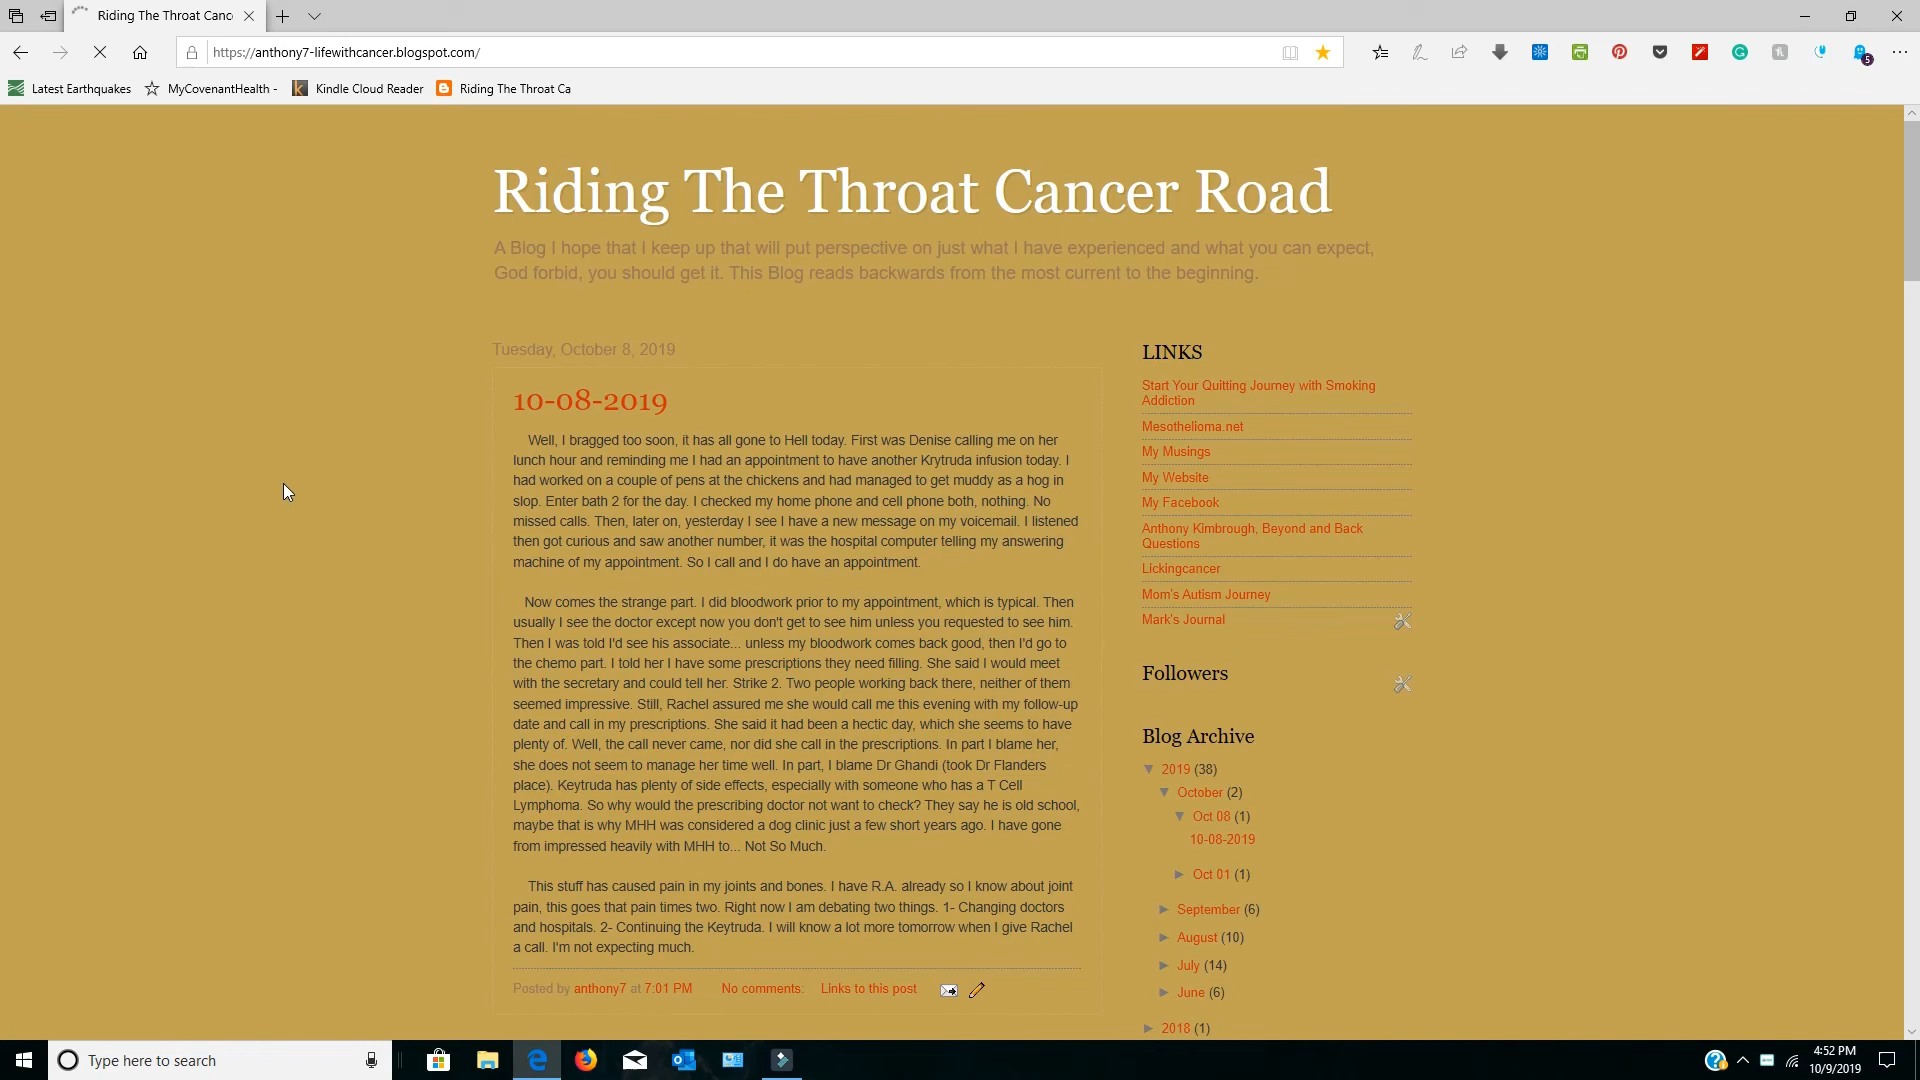 Riding The Throat Canc
https://anthony7-lifewithcancer.blogspot.com/
5
Latest Earthquakes
MyCovenantHealth -
Kindle Cloud Reader
Riding The Throat Ca
Riding The Throat Cancer Road
A Blog I hope that I keep up that will put perspective on just what I have experienced and what you can expect,
God forbid, you should get it. This Blog reads backwards from the most current to the beginning.
Tuesday, October 8, 2019
10-08-2019
Well, I bragged too soon, it has all gone to Hell today. First was Denise calling me on her
lunch hour and reminding me I had an appointment to have another Krytruda infusion today. I
had worked on a couple of pens at the chickens and had managed to get muddy as a hog in
slop. Enter bath 2 for the day. I checked my home phone and cell phone both, nothing. No
missed calls. Then, later on, yesterday I see I have a new message on my voicemail. I listened
then got curious and saw another number, it was the hospital computer telling my answering
machine of my appointment. So I call and I do have an appointment.
Now comes the strange part. I did bloodwork prior to my appointment, which is typical. Then
usually I see the doctor except now you don't get to see him unless you requested to see him.
Then I was told I'd see his associate... unless my bloodwork comes back good, then I'd go to
the chemo part. I told her I have some prescriptions they need filling. She said I would meet
with the secretary and could tell her. Strike 2. Two people working back there, neither of them
seemed impressive. Still, Rachel assured me she would call me this evening with my follow-up
date and call in my prescriptions. She said it had been a hectic day, which she seems to have
plenty of. Well, the call never came, nor did she call in the prescriptions. In part I blame her,
she does not seem to manage her time well. In part, I blame Dr Ghandi (took Dr Flanders
place). Keytruda has plenty of side effects, especially with someone who has a T Cell
Lymphoma. So why would the prescribing doctor not want to check? They say he is old school,
maybe that is why MHH was considered a dog clinic just a few short years ago. I have gone
from impressed heavily with MHH to... Not So Much.
This stuff has caused pain in my joints and bones. I have R.A. already so I know about joint
pain, this goes that pain times two. Right now I am debating two things. 1- Changing doctors
and hospitals. 2- Continuing the Keytruda. I will know a lot more tomorrow when I give Rachel
a call. I'm not expecting much.
Posted by anthony7 at 7:01 PM No comments: Links to this post
LINKS
Start Your Quitting Journey with Smoking
Addiction
Mesothelioma.net
My Musings
My Website
My Facebook
Anthony Kimbrough, Beyond and Back
Questions
Lickingcancer
Mom's Autism Journey
Mark's Journal
Followers
Blog Archive
▼ 2019 (38)
▼ October (2)
▼ Oct 08 (1)
10-08-2019
► Oct 01 (1)
► September (6)
► August (10)
► July (14)
► June (6)
► 2018 (1)
Type here to search
4:52 PM
10/9/2019